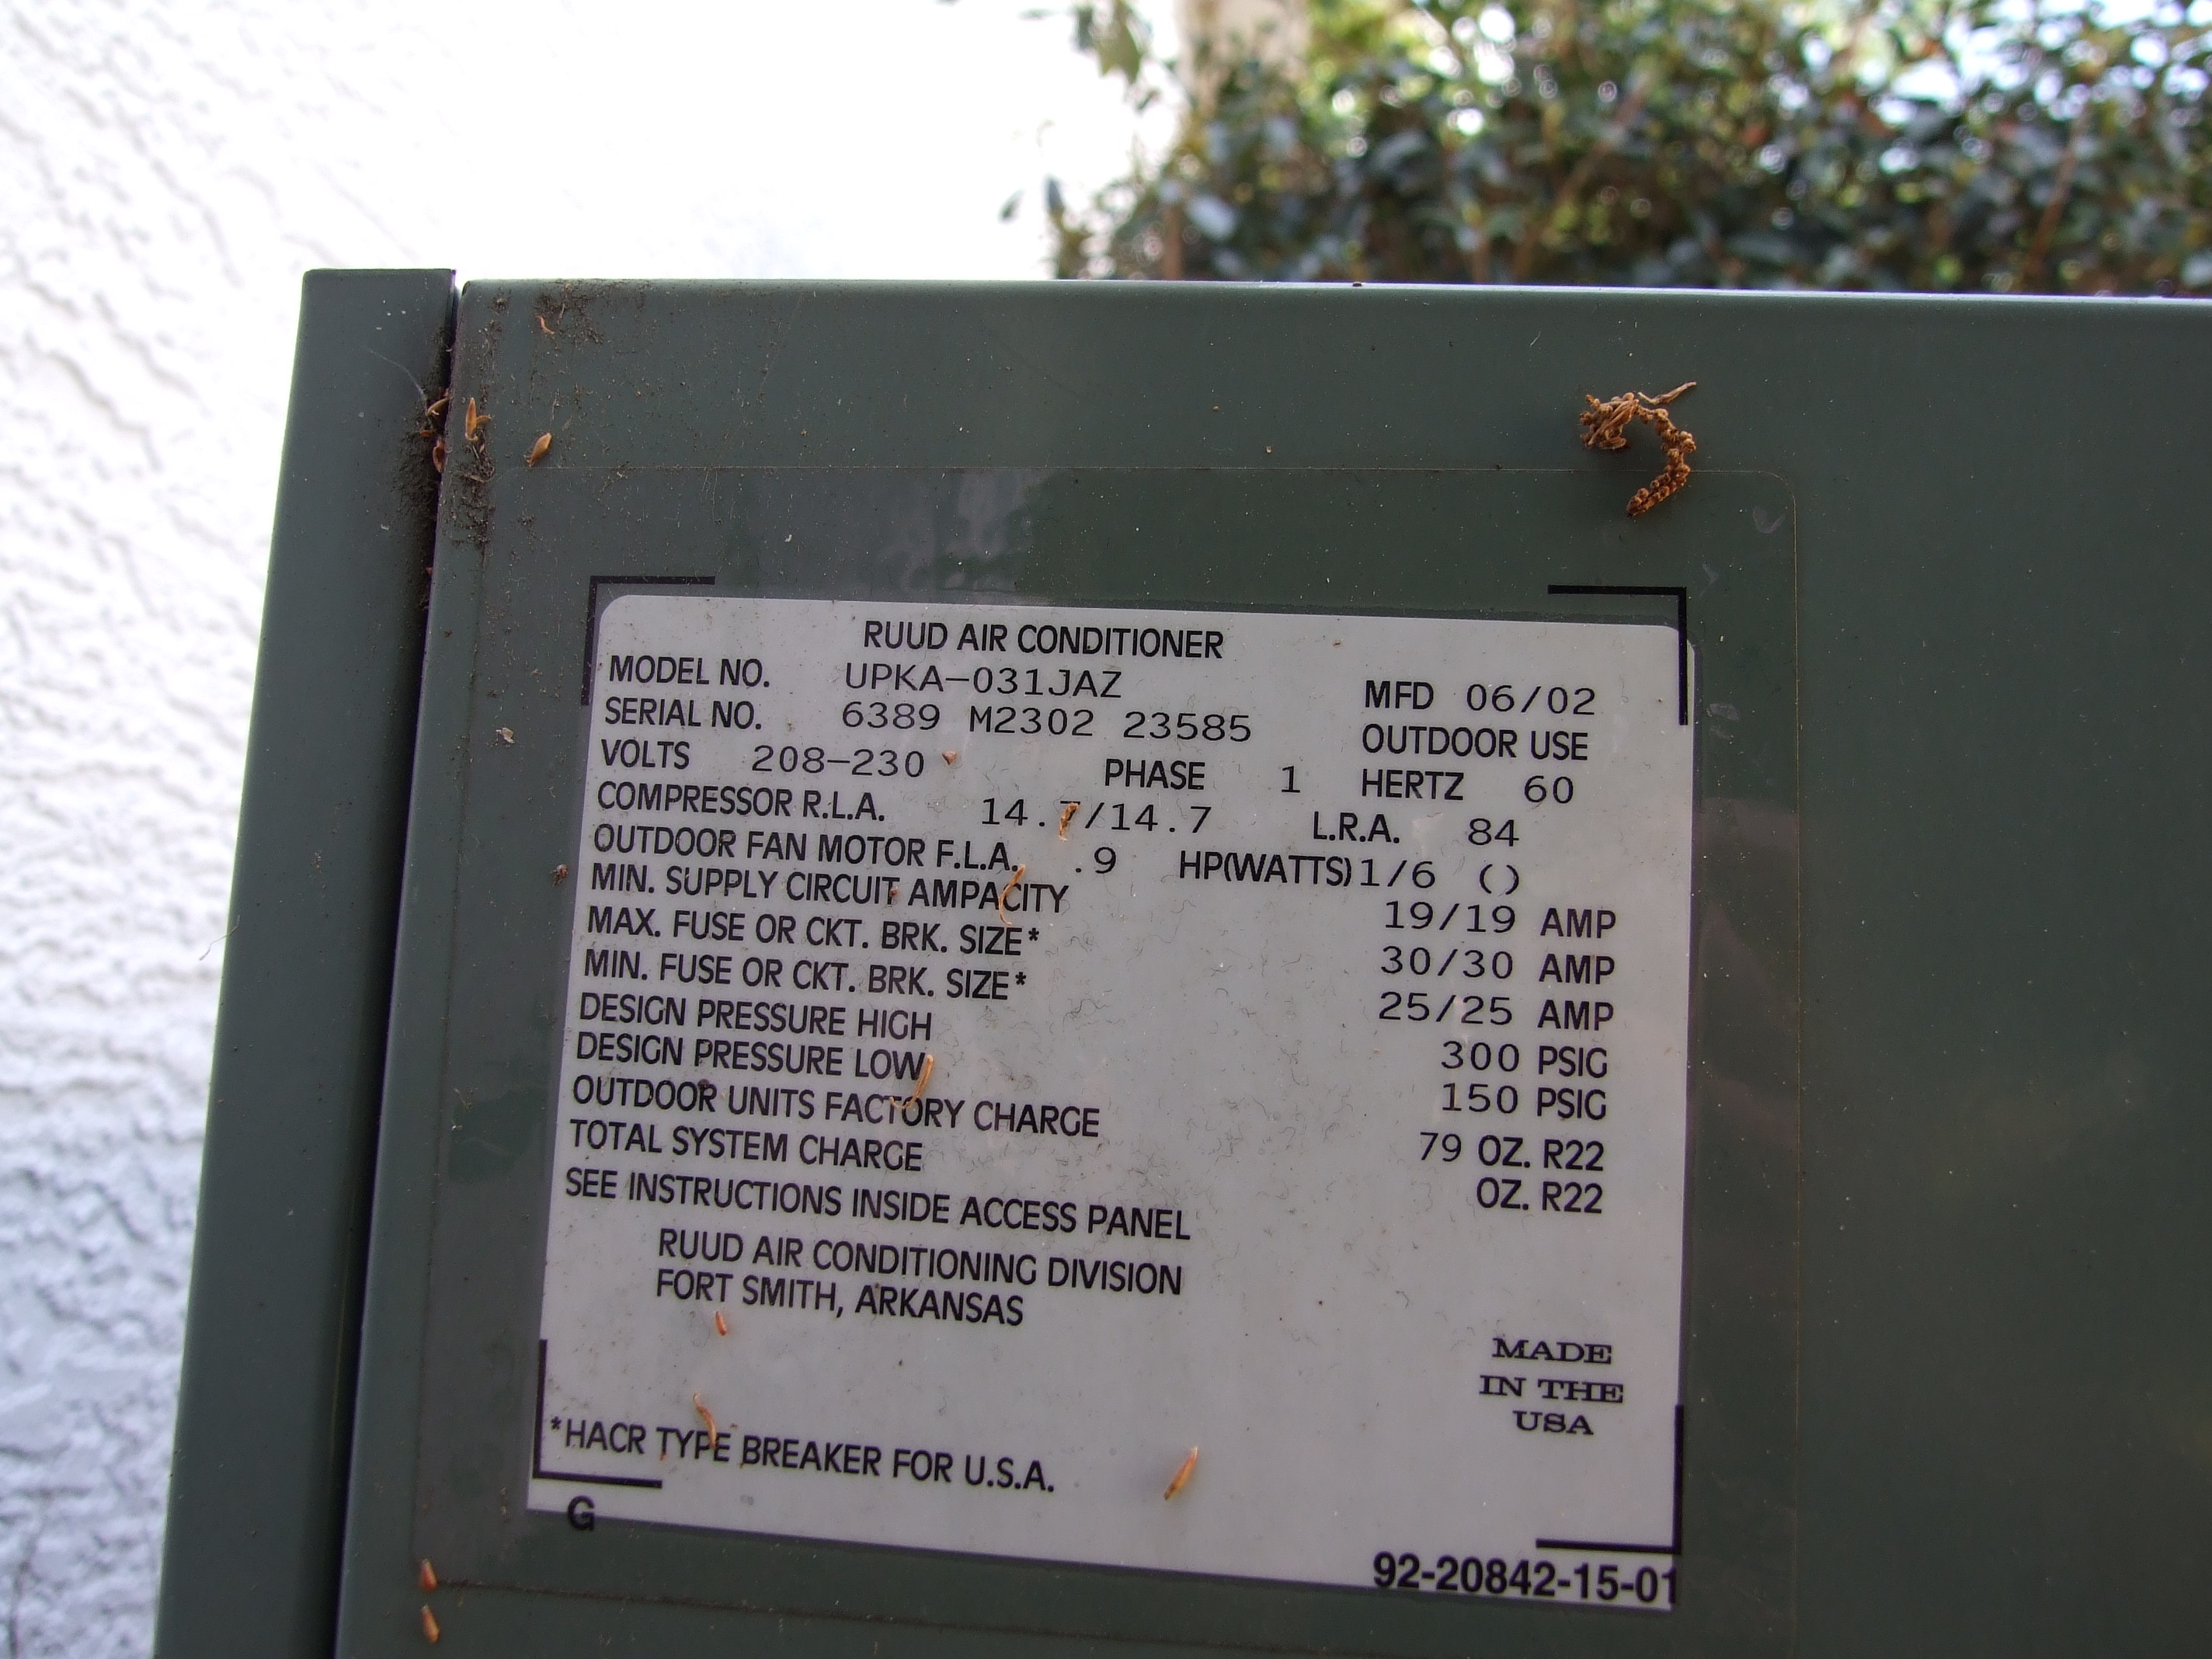 RUUD AIR CONDITIONER
MODEL NO. UPKA-031JAZ MFD 06/02
SERIAL NO. 6389 M2302 23585 OUTDOOR USE
VOLTS 208-230 PHASE 1 HERTZ 60
COMPRESSOR R.L.A. 14.7/14.7 L.R.A. 84
OUTDOOR FAN MOTOR F.L.A. .9 HP(WATTS) 1/6 ()
MIN. SUPPLY CIRCUIT AMPACITY 19/19 AMP
MAX. FUSE OR CKT. BRK. SIZE* 30/30 AMP
MIN. FUSE OR CKT. BRK. SIZE* 25/25 AMP
DESIGN PRESSURE HIGH 300 PSIG
DESIGN PRESSURE LOW 150 PSIG
OUTDOOR UNITS FACTORY CHARGE 79 OZ. R22
TOTAL SYSTEM CHARGE OZ. R22
SEE INSTRUCTIONS INSIDE ACCESS PANEL
RUUD AIR CONDITIONING DIVISION
FORT SMITH, ARKANSAS
MADE
IN THE
USA
*HACR TYPE BREAKER FOR U.S.A.
G
92-20842-15-01